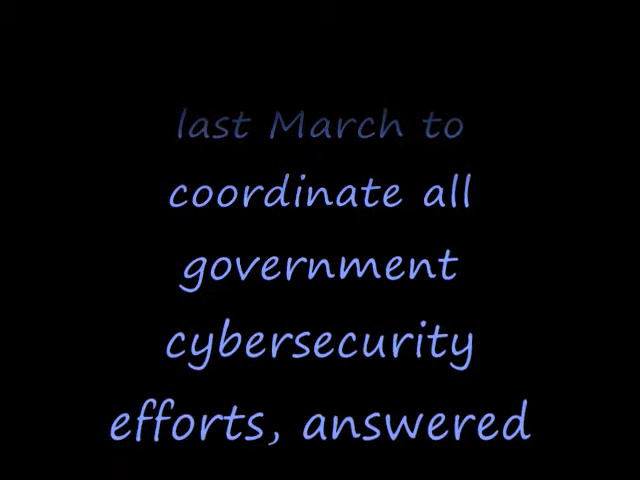 last March to
coordinate all
government
cybersecurity
efforts, answered